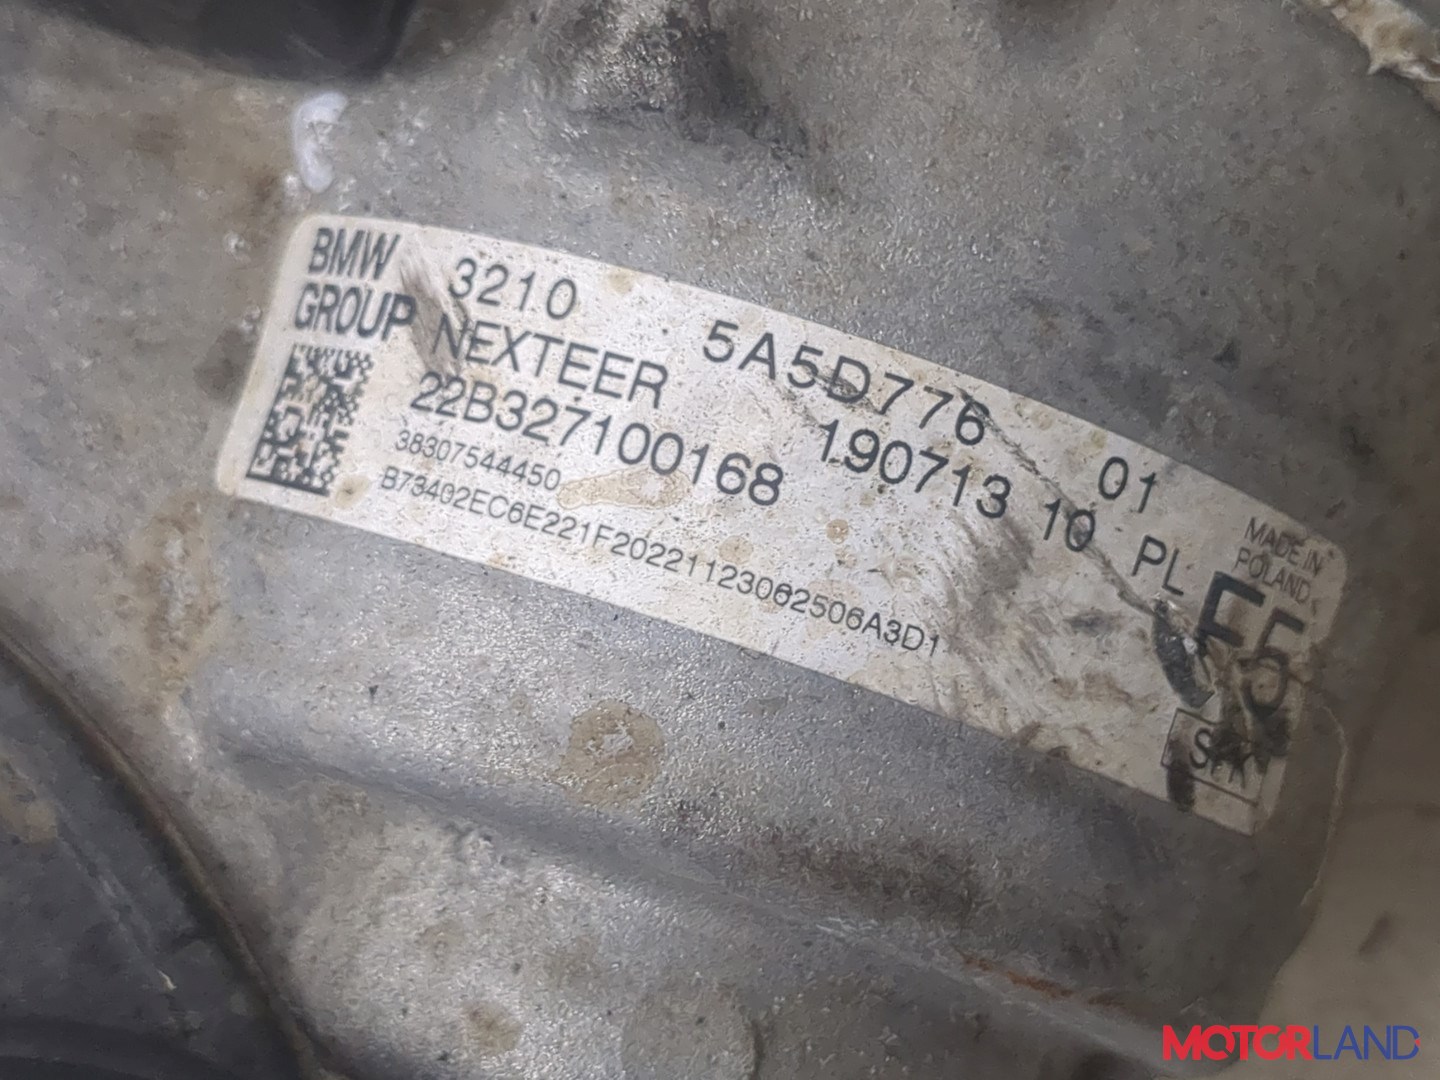 BMW GROUP
3210 5A5D776 01
NEXTEER 190713 10 PL
22B327100168
38307544450
B73402EC6E221F20221123062506A3D1
MADE IN POLAND
F5
MOTORLAND